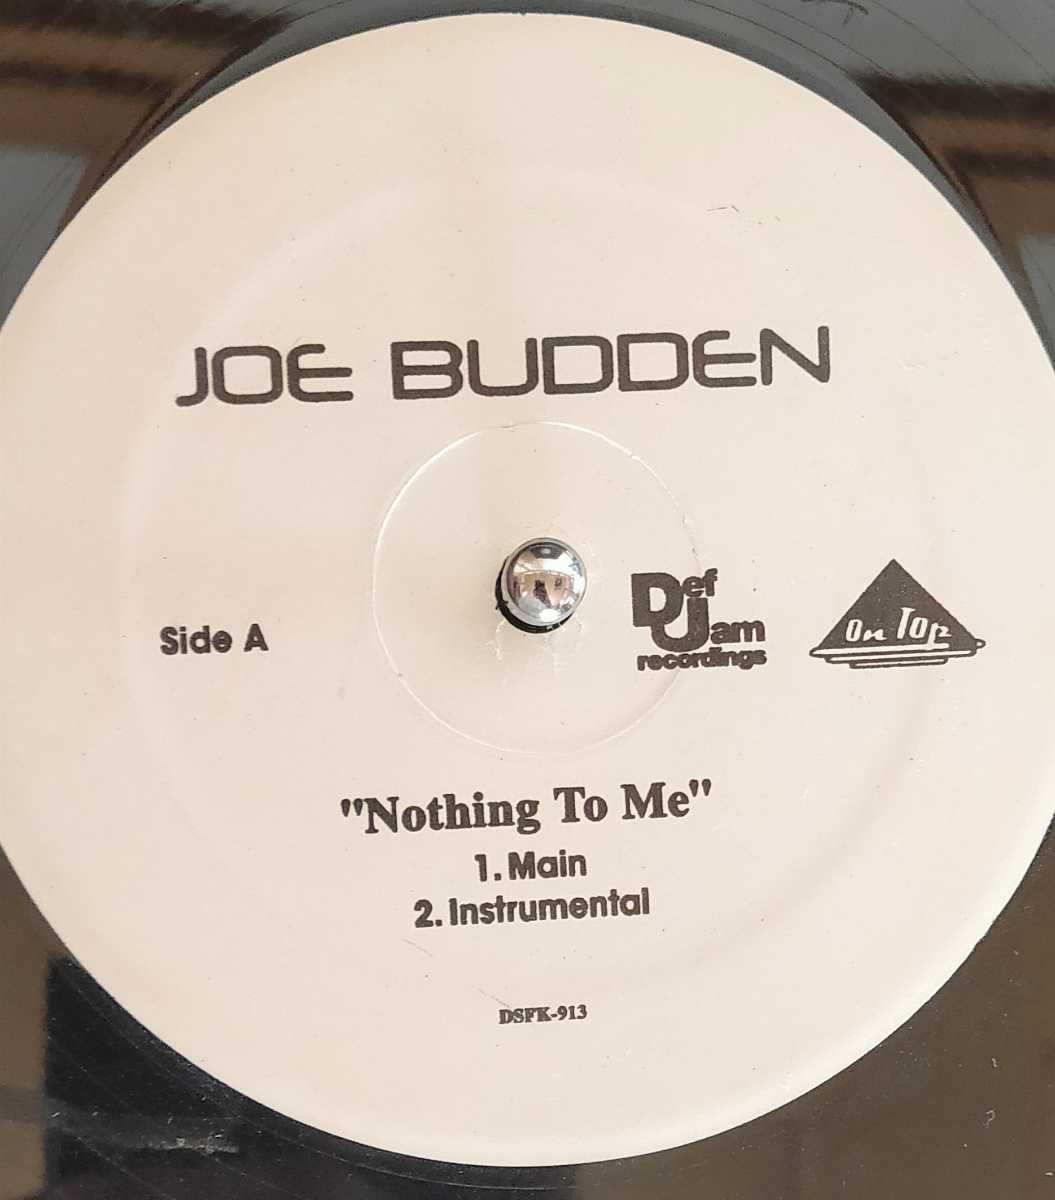 JOE BUDDEN
Side A
Def
Jam
recordings
On Top
"Nothing To Me"
1. Main
2. Instrumental
DSFK-913